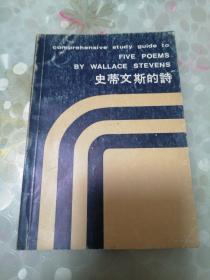 comprehensive study guide to
FIVE POEMS
BY WALLACE STEVENS
史蒂文斯的詩